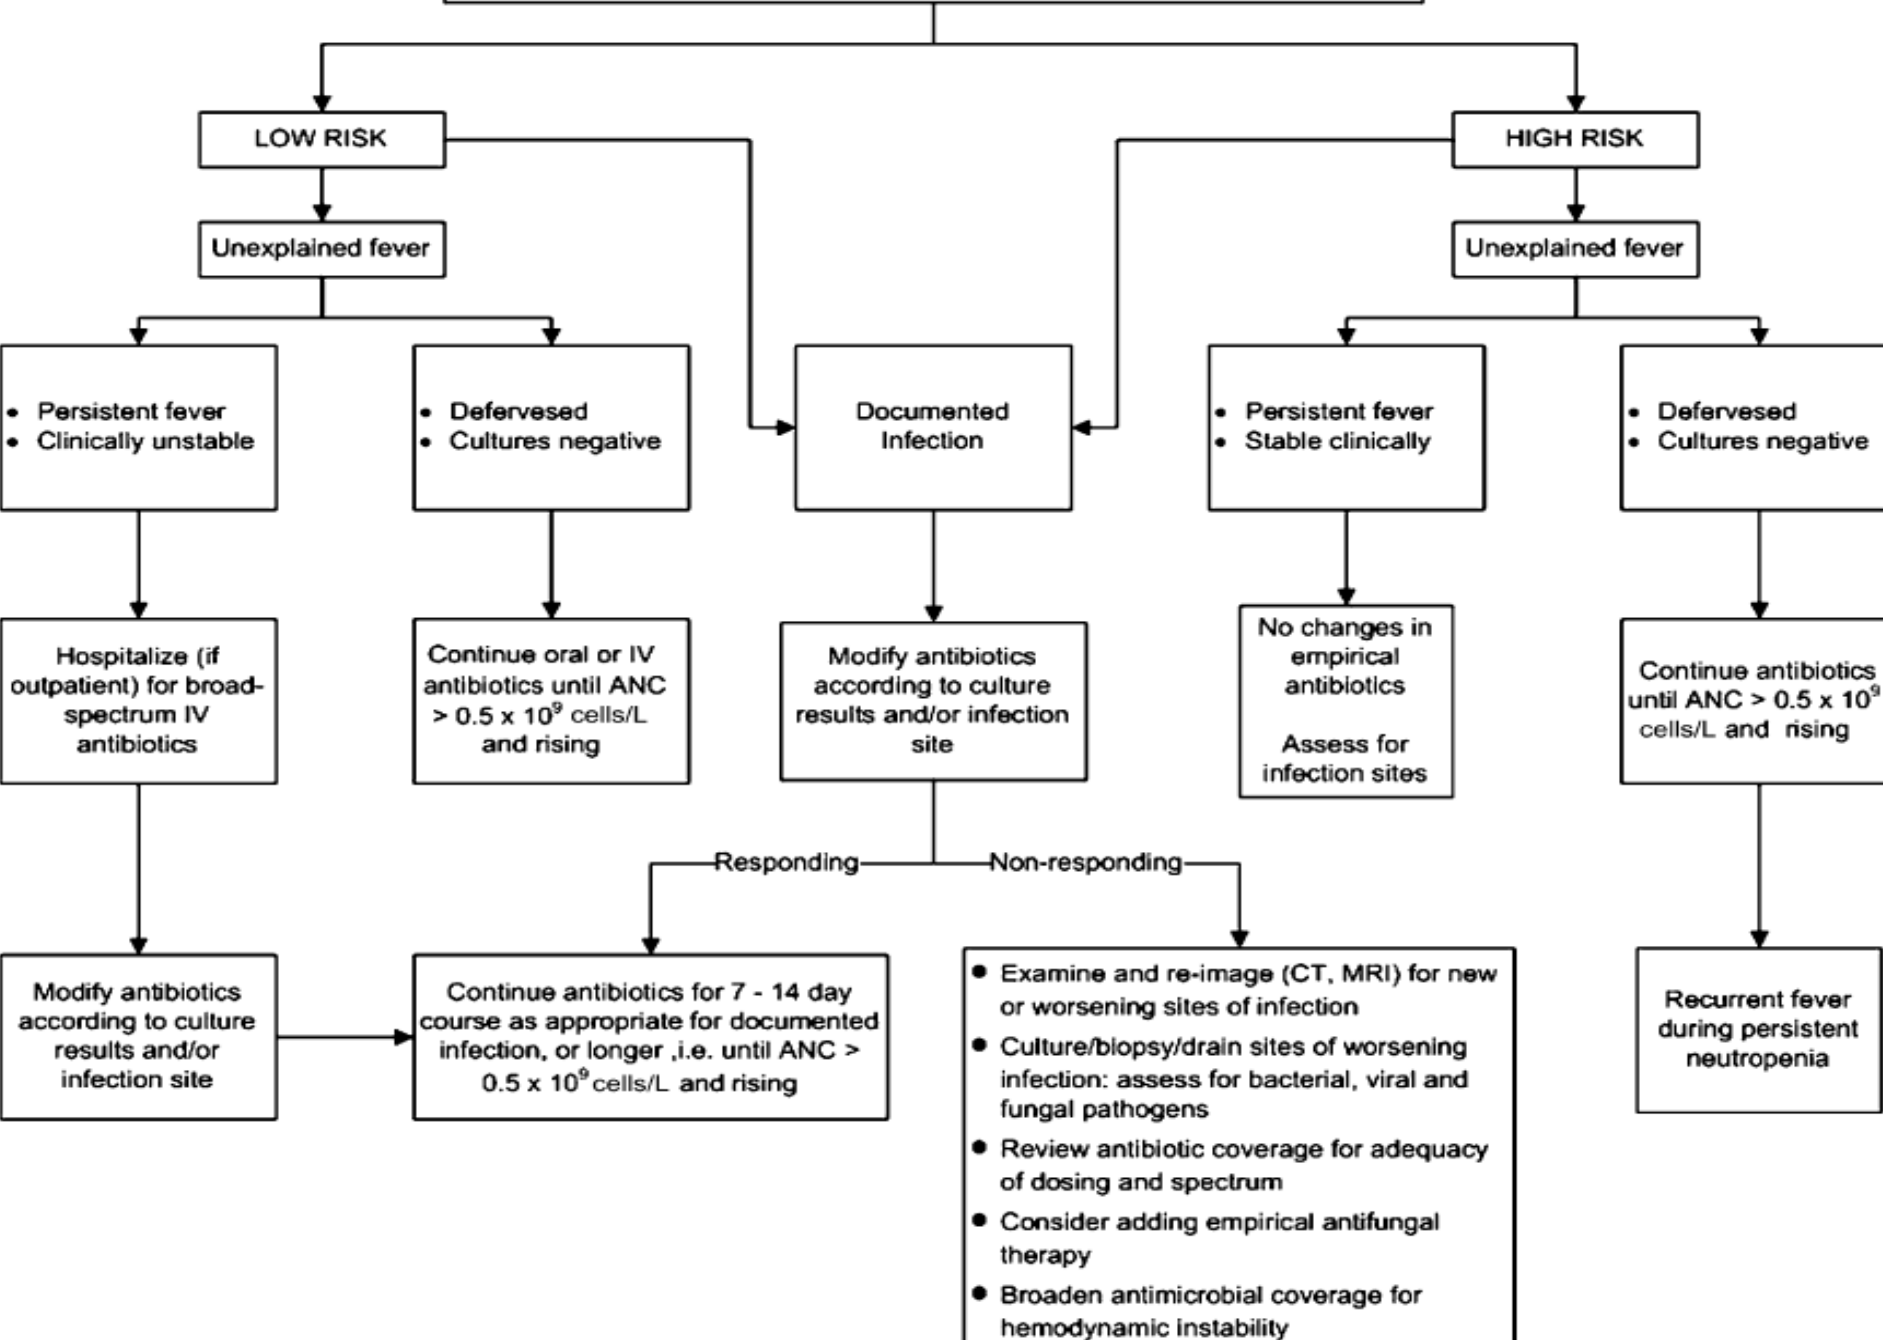 LOW RISK
HIGH RISK
Unexplained fever
Unexplained fever
• Persistent fever
• Clinically unstable
• Defervesed
• Cultures negative
Documented
Infection
• Persistent fever
• Stable clinically
• Defervesed
• Cultures negative
Hospitalize (if
outpatient) for broad-
spectrum IV
antibiotics
Continue oral or IV
antibiotics until ANC
> 0.5 x 10⁹ cells/L
and rising
Modify antibiotics
according to culture
results and/or infection
site
No changes in
empirical
antibiotics
Assess for
infection sites
Continue antibiotics
until ANC > 0.5 x 10⁹
cells/L and rising
Responding
Non-responding
Modify antibiotics
according to culture
results and/or
infection site
Continue antibiotics for 7 - 14 day
course as appropriate for documented
infection, or longer ,i.e. until ANC >
0.5 x 10⁹ cells/L and rising
● Examine and re-image (CT, MRI) for new
or worsening sites of infection
● Culture/biopsy/drain sites of worsening
infection: assess for bacterial, viral and
fungal pathogens
● Review antibiotic coverage for adequacy
of dosing and spectrum
● Consider adding empirical antifungal
therapy
● Broaden antimicrobial coverage for
hemodynamic instability
Recurrent fever
during persistent
neutropenia